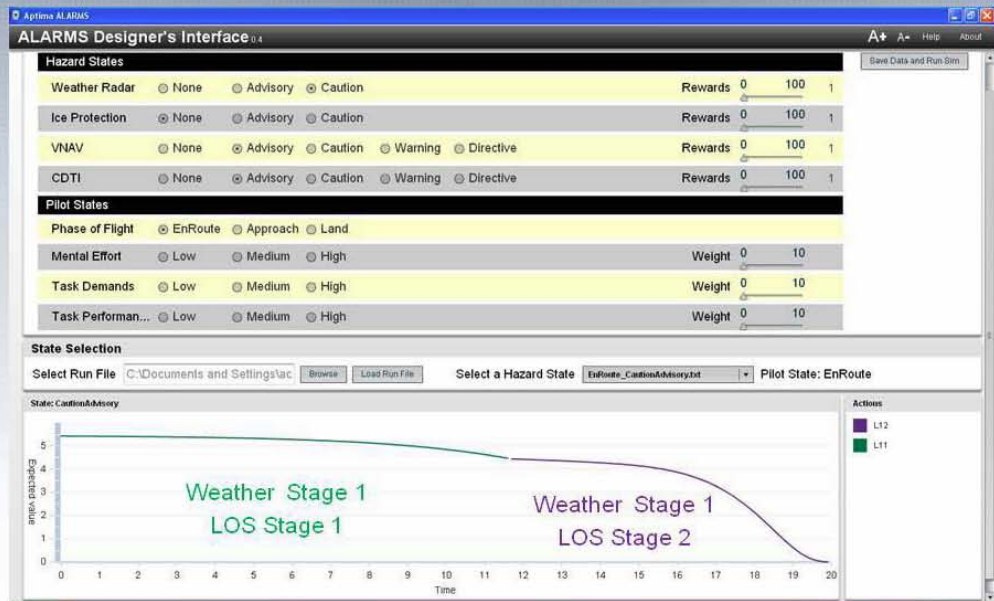 Aptima ALARMS
ALARMS Designer's Interface 0.4 A+ A- Help About
Hazard States Save Data and Run Sim
Weather Radar None Advisory Caution Rewards 0 100 1
Ice Protection None Advisory Caution Rewards 0 100 1
VNAV None Advisory Caution Warning Directive Rewards 0 100 1
CDTI None Advisory Caution Warning Directive Rewards 0 100 1
Pilot States
Phase of Flight EnRoute Approach Land
Mental Effort Low Medium High Weight 0 10
Task Demands Low Medium High Weight 0 10
Task Performan... Low Medium High Weight 0 10
State Selection
Select Run File C:\Documents and Settings\ac Browse Load Run File Select a Hazard State EnRoute_CautionAdvisory.txt Pilot State: EnRoute
State: CautionAdvisory Actions
L12
L11
5
4
3
2
1
0
Expected value
Weather Stage 1
LOS Stage 1
Weather Stage 1
LOS Stage 2
0 1 2 3 4 5 6 7 8 9 10 11 12 13 14 15 16 17 18 19 20
Time